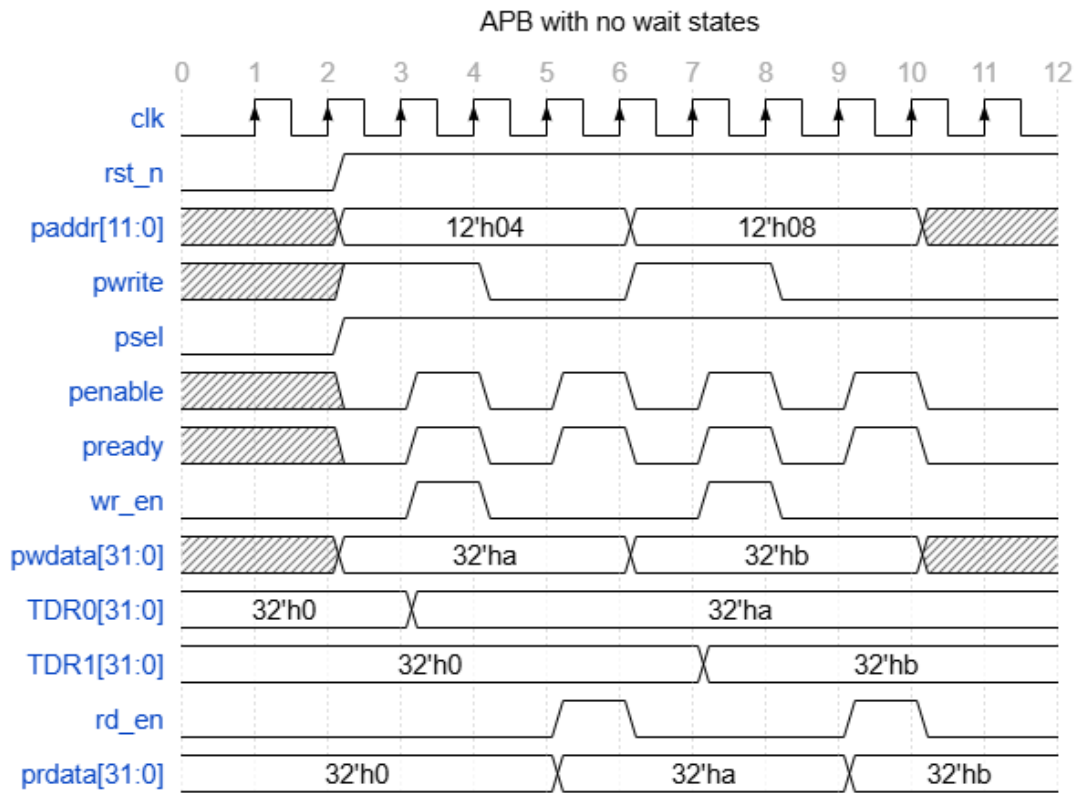 APB with no wait states
0 1 2 3 4 5 6 7 8 9 10 11 12
clk
rst_n
paddr[11:0] 12'h04 12'h08
pwrite
psel
penable
pready
wr_en
pwdata[31:0] 32'ha 32'hb
TDR0[31:0] 32'h0 32'ha
TDR1[31:0] 32'h0 32'hb
rd_en
prdata[31:0] 32'h0 32'ha 32'hb